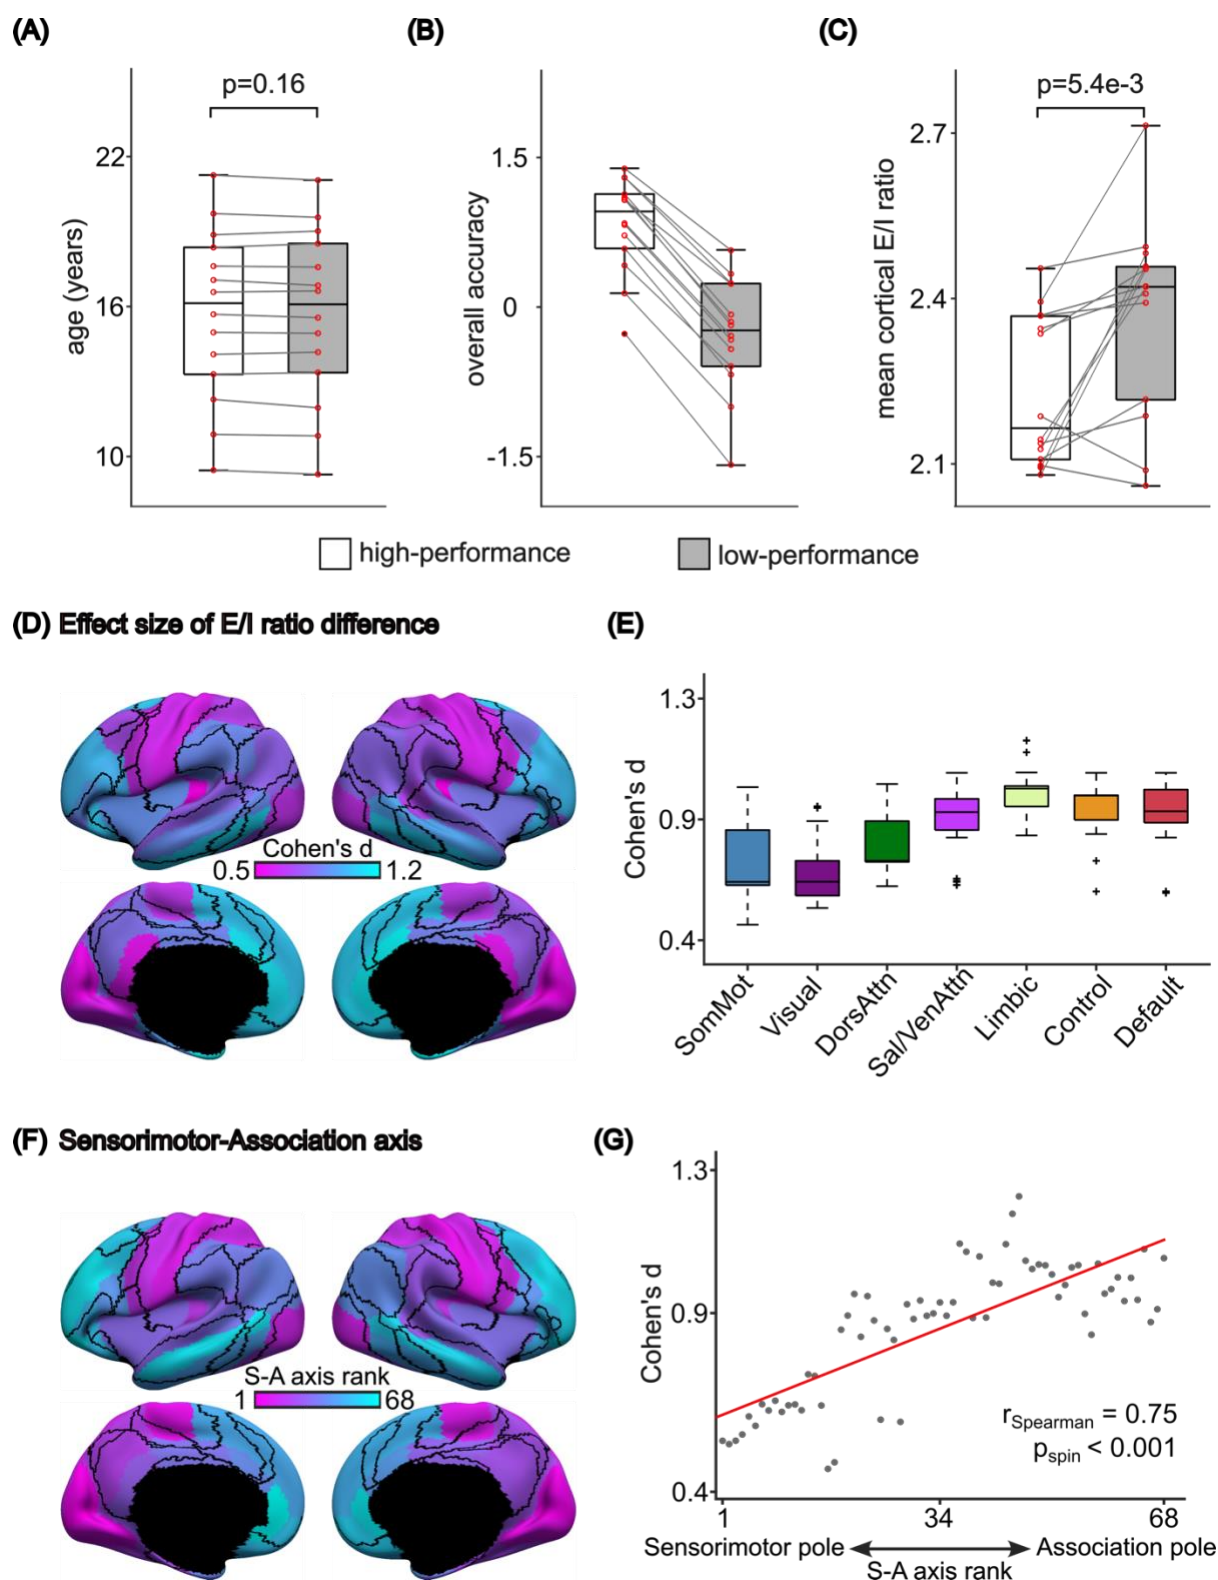 (A)
(B)
(C)
p=0.16
p=5.4e-3
22
16
10
age (years)
1.5
0
-1.5
overall accuracy
2.7
2.4
2.1
mean cortical E/I ratio
high-performance
low-performance
(D) Effect size of E/I ratio difference
(E)
Cohen's d
0.5
1.2
1.3
0.9
0.4
Cohen's d
SomMot
Visual
DorsAttn
Sal/VenAttn
Limbic
Control
Default
(F) Sensorimotor-Association axis
(G)
S-A axis rank
1
68
1.3
0.9
0.4
Cohen's d
rSpearman = 0.75
pspin < 0.001
1
34
68
Sensorimotor pole
Association pole
S-A axis rank